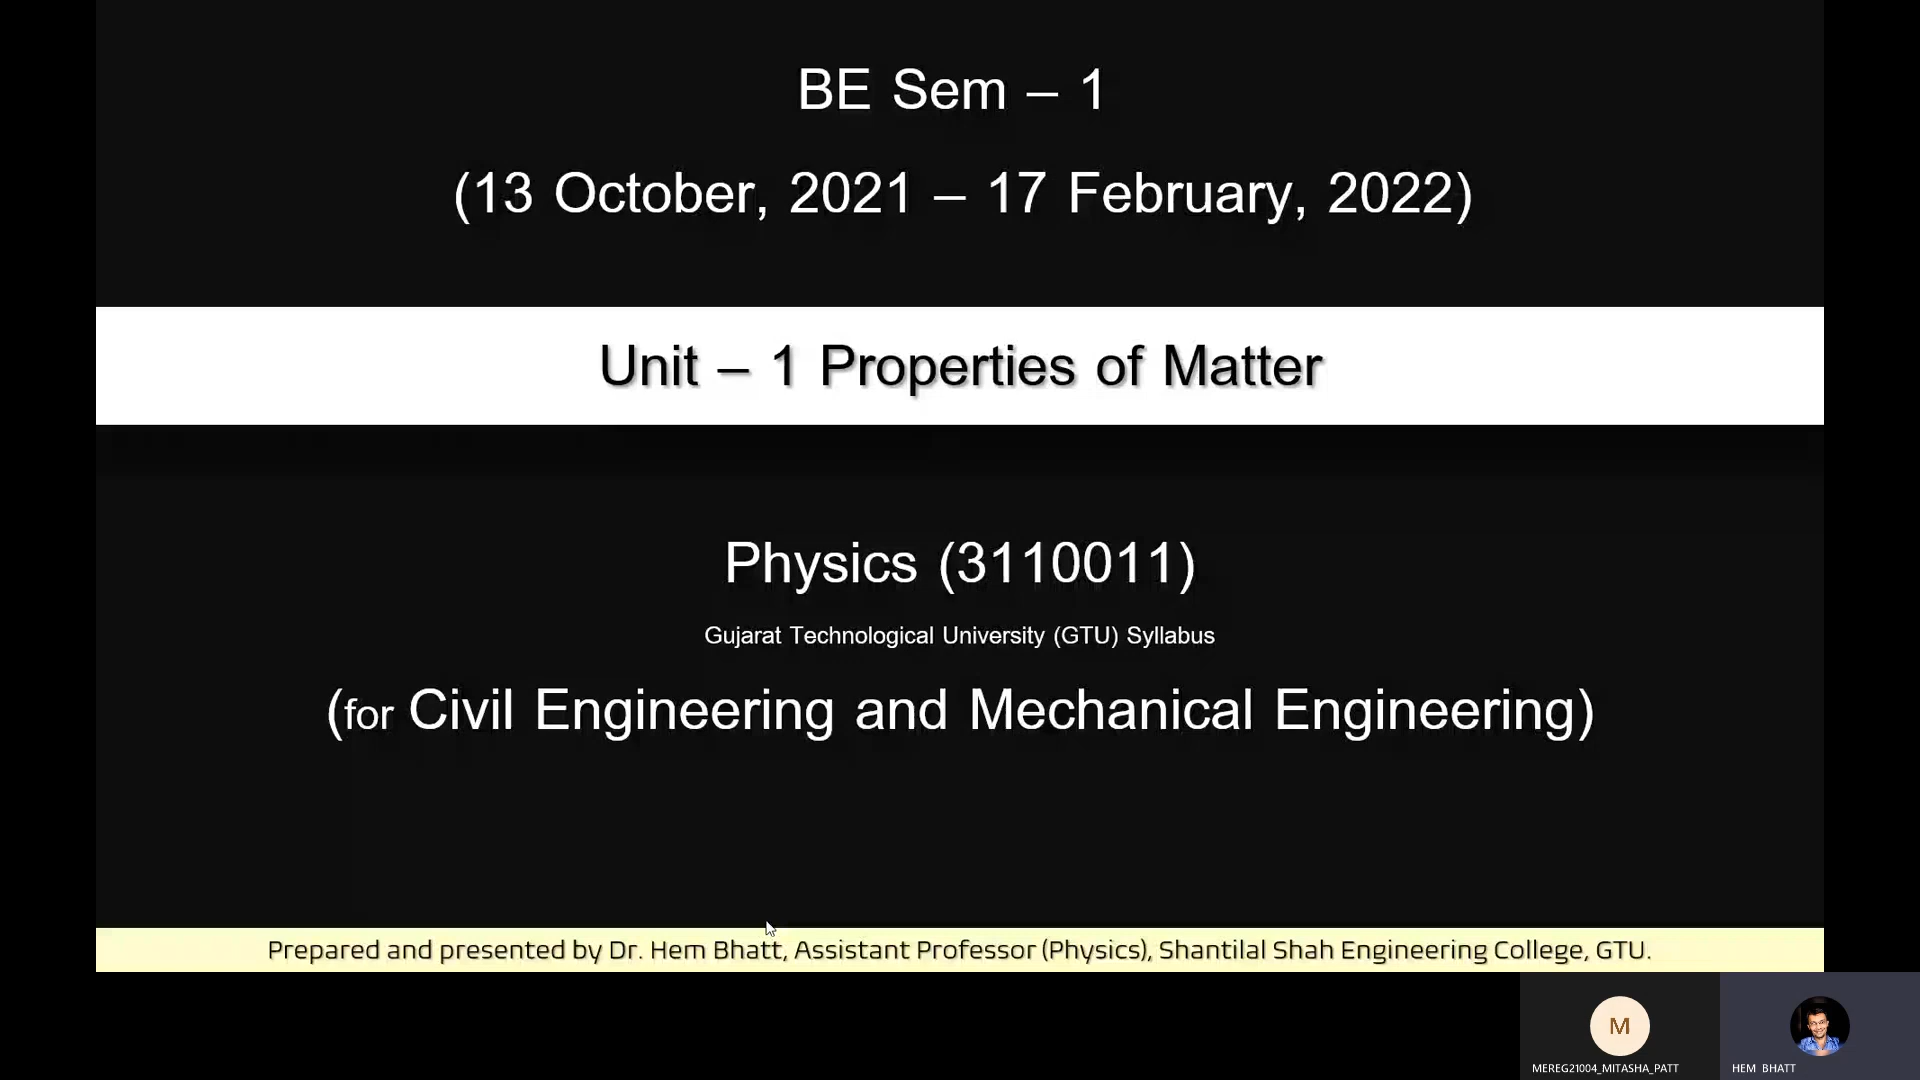 BE Sem – 1
(13 October, 2021 – 17 February, 2022)
Unit – 1 Properties of Matter
Physics (3110011)
Gujarat Technological University (GTU) Syllabus
(for Civil Engineering and Mechanical Engineering)
Prepared and presented by Dr. Hem Bhatt, Assistant Professor (Physics), Shantilal Shah Engineering College, GTU.
M
MEREG21004_MITASHA_PATT
HEM BHATT